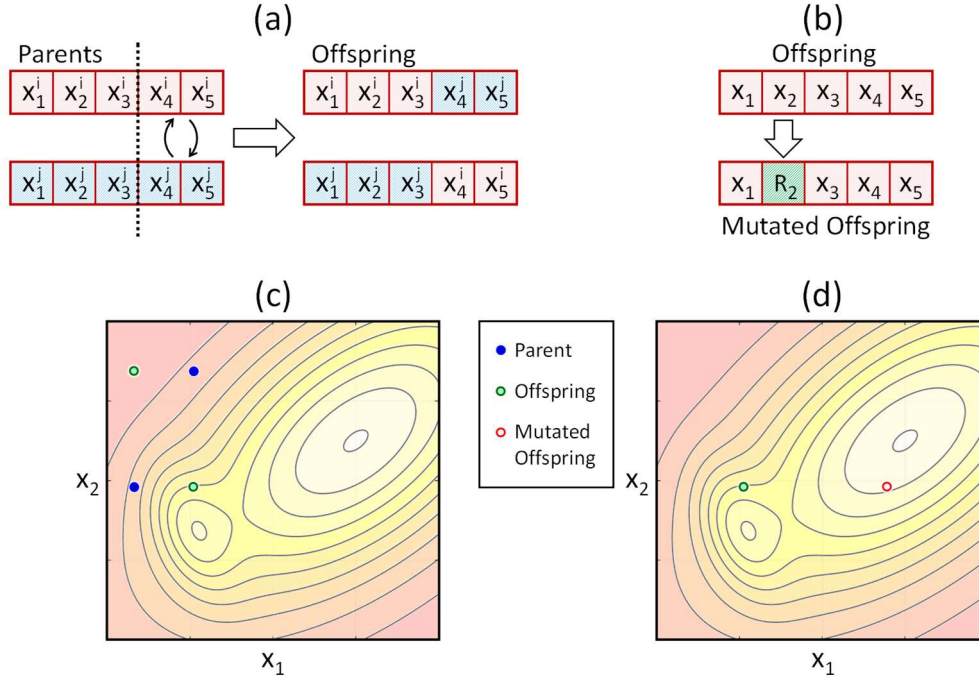 (a)
Parents
Offspring
x₁ⁱ x₂ⁱ x₃ⁱ x₄ⁱ x₅ⁱ
x₁ⁱ x₂ⁱ x₃ⁱ x₄ʲ x₅ʲ
x₁ʲ x₂ʲ x₃ʲ x₄ʲ x₅ʲ
x₁ʲ x₂ʲ x₃ʲ x₄ⁱ x₅ⁱ
(b)
Offspring
x₁ x₂ x₃ x₄ x₅
x₁ R₂ x₃ x₄ x₅
Mutated Offspring
(c)
x₂
x₁
Parent
Offspring
Mutated
Offspring
(d)
x₂
x₁